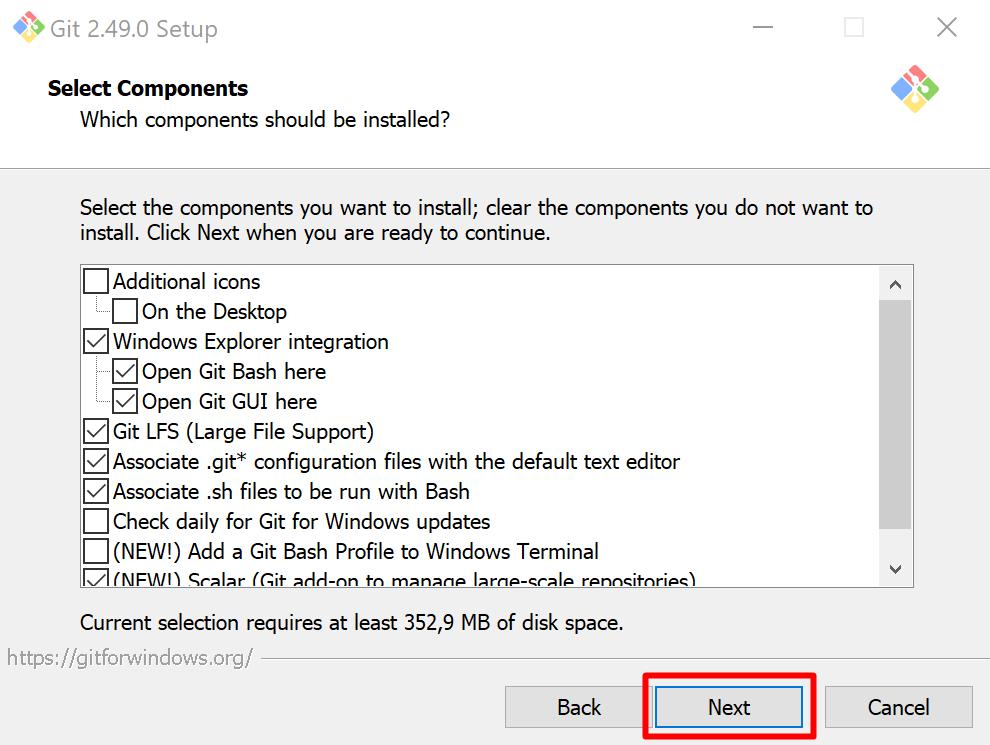 Git 2.49.0 Setup
Select Components
Which components should be installed?
Select the components you want to install; clear the components you do not want to
install. Click Next when you are ready to continue.
Additional icons
On the Desktop
Windows Explorer integration
Open Git Bash here
Open Git GUI here
Git LFS (Large File Support)
Associate .git* configuration files with the default text editor
Associate .sh files to be run with Bash
Check daily for Git for Windows updates
(NEW!) Add a Git Bash Profile to Windows Terminal
(NEW!) Scalar (Git add-on to manage large-scale repositories)
Current selection requires at least 352,9 MB of disk space.
https://gitforwindows.org/
Back Next Cancel